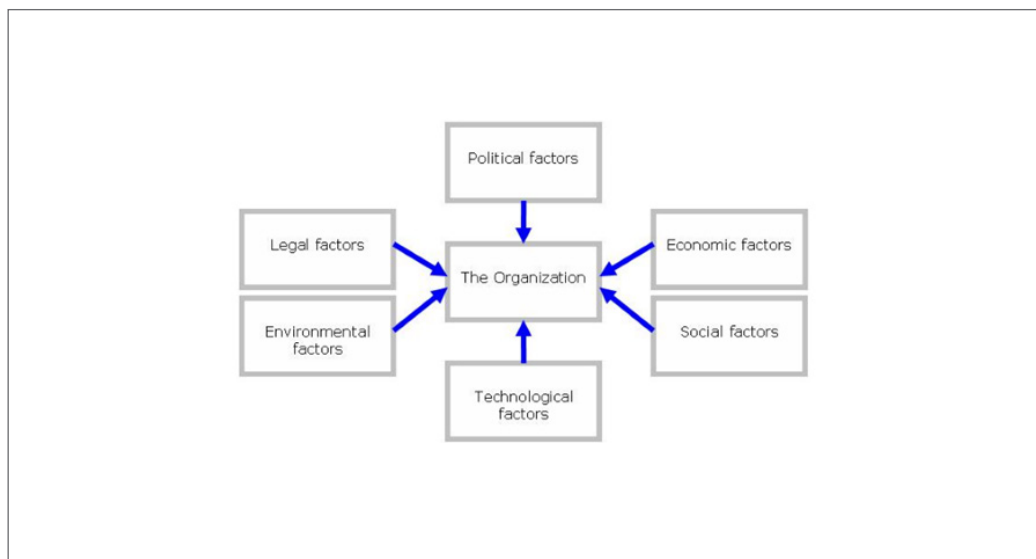 Political factors
Legal factors
Economic factors
The Organization
Environmental
factors
Social factors
Technological
factors